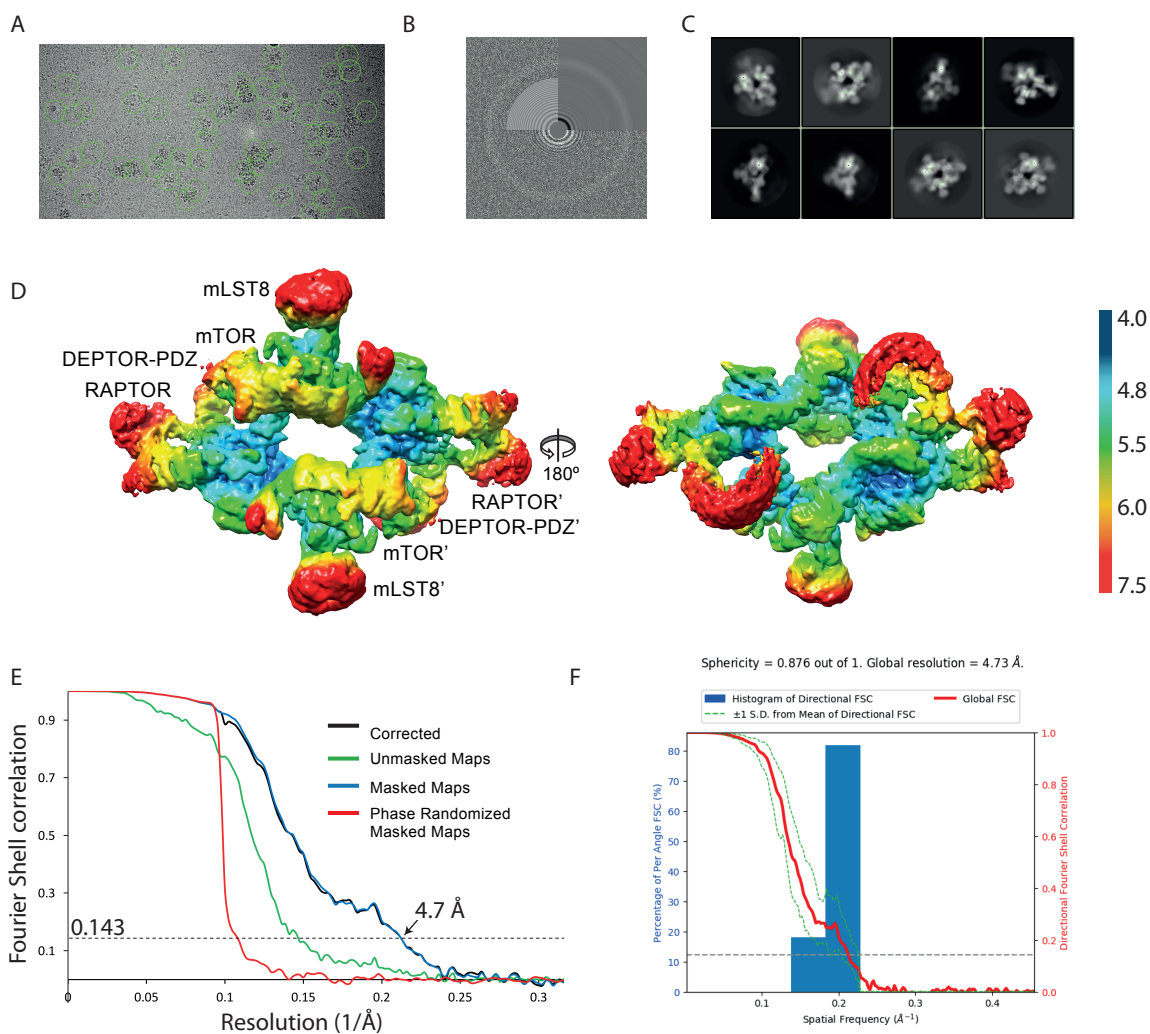 A
B
C
D
mLST8
mTOR
DEPTOR-PDZ
RAPTOR
180º
RAPTOR’
DEPTOR-PDZ’
mTOR’
mLST8’
4.0
4.8
5.5
6.0
7.5
E
0.9
0.7
0.5
0.3
0.1
Fourier Shell correlation
Corrected
Unmasked Maps
Masked Maps
Phase Randomized
Masked Maps
0.143
4.7 Å
0
0.05
0.1
0.15
0.2
0.25
0.3
Resolution (1/Å)
F
Sphericity = 0.876 out of 1. Global resolution = 4.73 Å.
Histogram of Directional FSC
Global FSC
±1 S.D. from Mean of Directional FSC
80
70
60
50
40
30
20
10
0
Percentage of Per Angle FSC (%)
1.0
0.8
0.6
0.4
0.2
0.0
Directional Fourier Shell Correlation
0.1
0.2
0.3
0.4
Spatial Frequency (Å⁻¹)